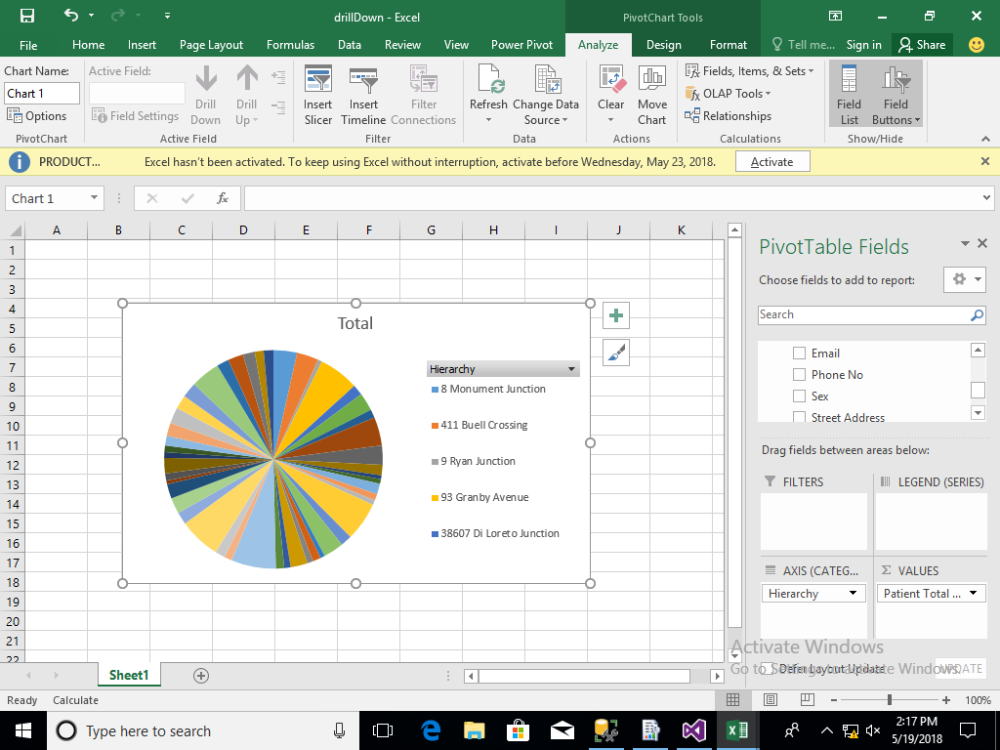 drillDown - Excel
PivotChart Tools
File Home Insert Page Layout Formulas Data Review View Power Pivot Analyze Design Format Tell me... Sign in Share
Chart Name:
Chart 1
Options
PivotChart
Active Field:
Field Settings
Drill Down
Drill Up
Active Field
Insert Slicer
Insert Timeline
Filter Connections
Filter
Refresh
Change Data Source
Data
Clear
Move Chart
Actions
Fields, Items, & Sets
OLAP Tools
Relationships
Calculations
Field List
Field Buttons
Show/Hide
PRODUCT... Excel hasn't been activated. To keep using Excel without interruption, activate before Wednesday, May 23, 2018. Activate
Chart 1
fx
A B C D E F G H I J K
1
2
3
4
5
6
7
8
9
10
11
12
13
14
15
16
17
18
19
20
21
22
Total
Hierarchy
8 Monument Junction
411 Buell Crossing
9 Ryan Junction
93 Granby Avenue
38607 Di Loreto Junction
PivotTable Fields
Choose fields to add to report:
Search
Email
Phone No
Sex
Street Address
Drag fields between areas below:
FILTERS
LEGEND (SERIES)
AXIS (CATEG...
Σ VALUES
Hierarchy
Patient Total ...
Activate Windows
Go to Settings to activate Windows.
Defer Layout Update
UPDATE
Sheet1
Ready Calculate
100%
Type here to search
2:17 PM
5/19/2018